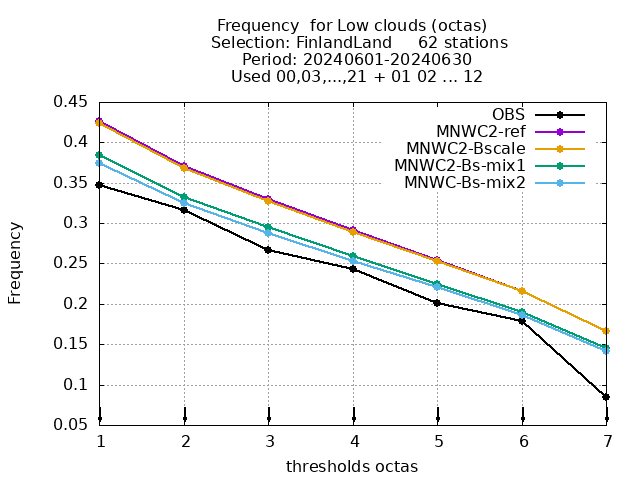 Frequency  for Low clouds (octas)
Selection: FinlandLand     62 stations
Period: 20240601-20240630
Used 00,03,...,21 + 01 02 ... 12
OBS
MNWC2-ref
MNWC2-Bscale
MNWC2-Bs-mix1
MNWC-Bs-mix2
Frequency
0.45
0.4
0.35
0.3
0.25
0.2
0.15
0.1
0.05
1 2 3 4 5 6 7
thresholds octas